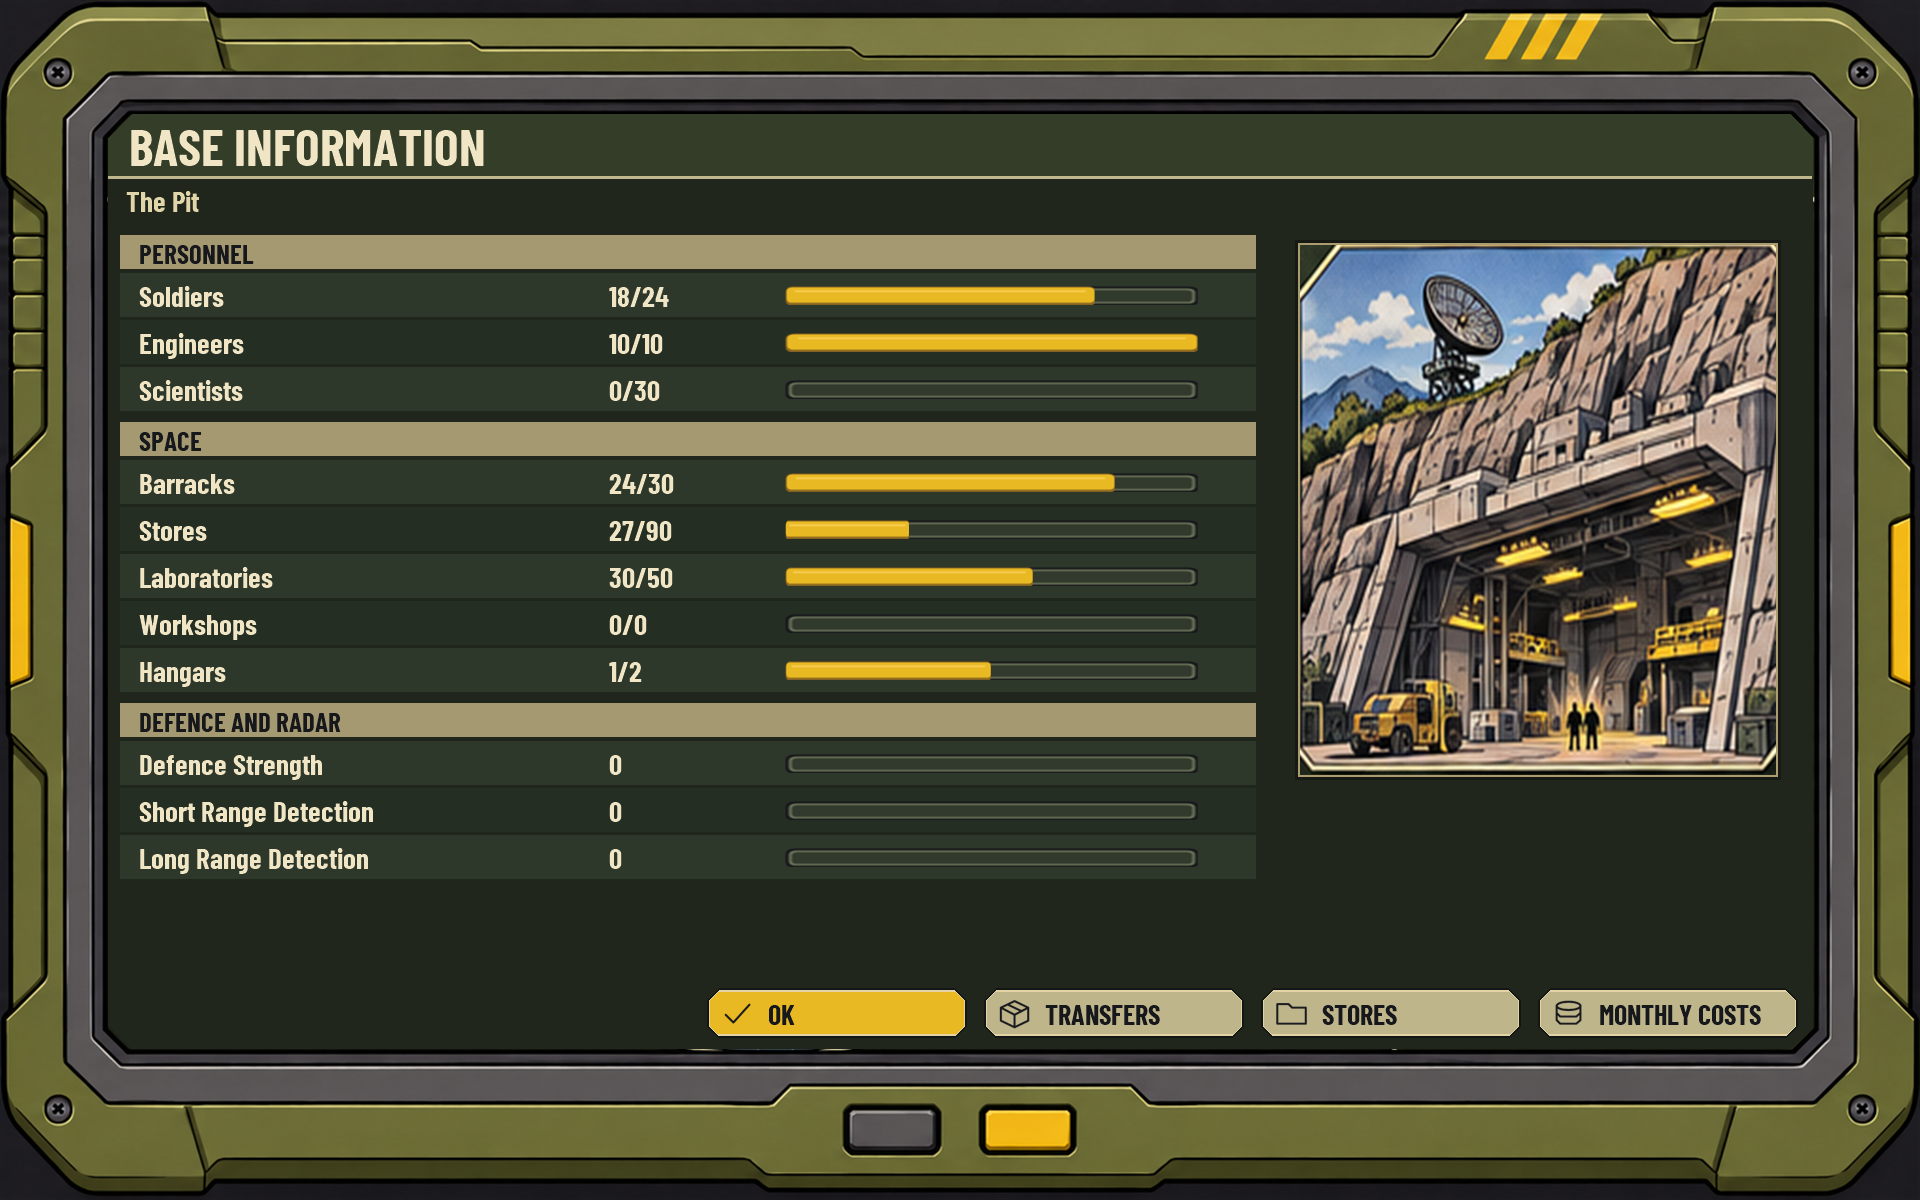 BASE INFORMATION
The Pit
PERSONNEL
Soldiers 18/24
Engineers 10/10
Scientists 0/30
SPACE
Barracks 24/30
Stores 27/90
Laboratories 30/50
Workshops 0/0
Hangars 1/2
DEFENCE AND RADAR
Defence Strength 0
Short Range Detection 0
Long Range Detection 0
OK TRANSFERS STORES MONTHLY COSTS